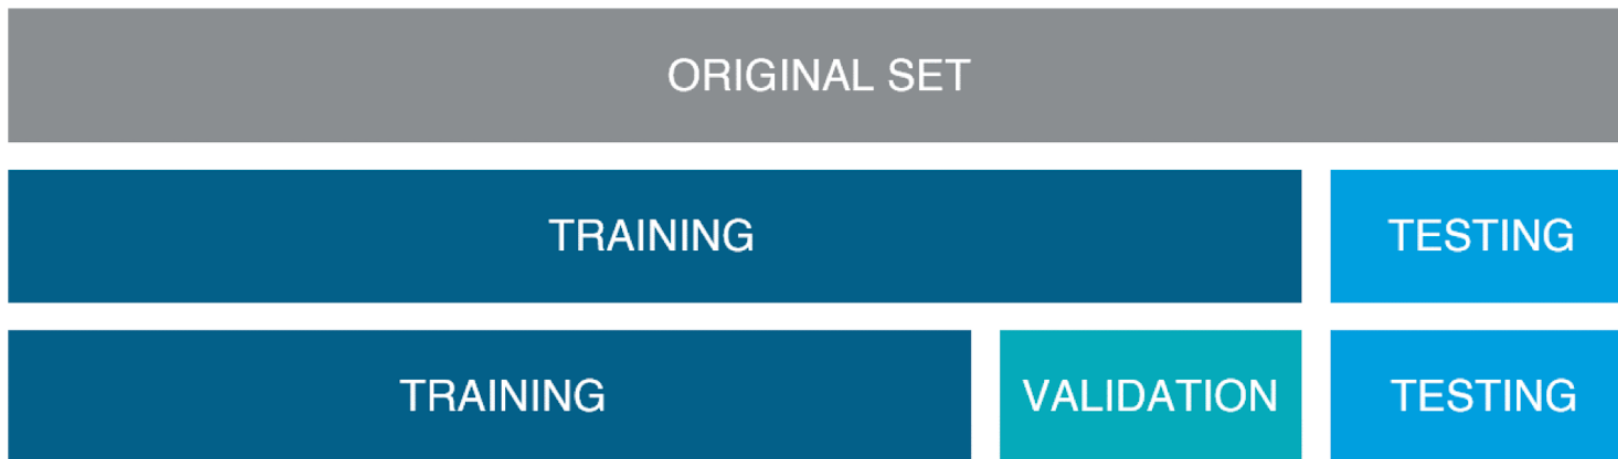 ORIGINAL SET
TRAINING TESTING
TRAINING VALIDATION TESTING